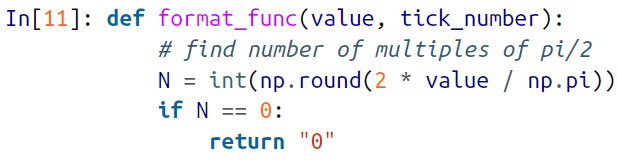 In[11]: def format_func(value, tick_number):
# find number of multiples of pi/2
N = int(np.round(2 * value / np.pi))
if N == 0:
return "0"